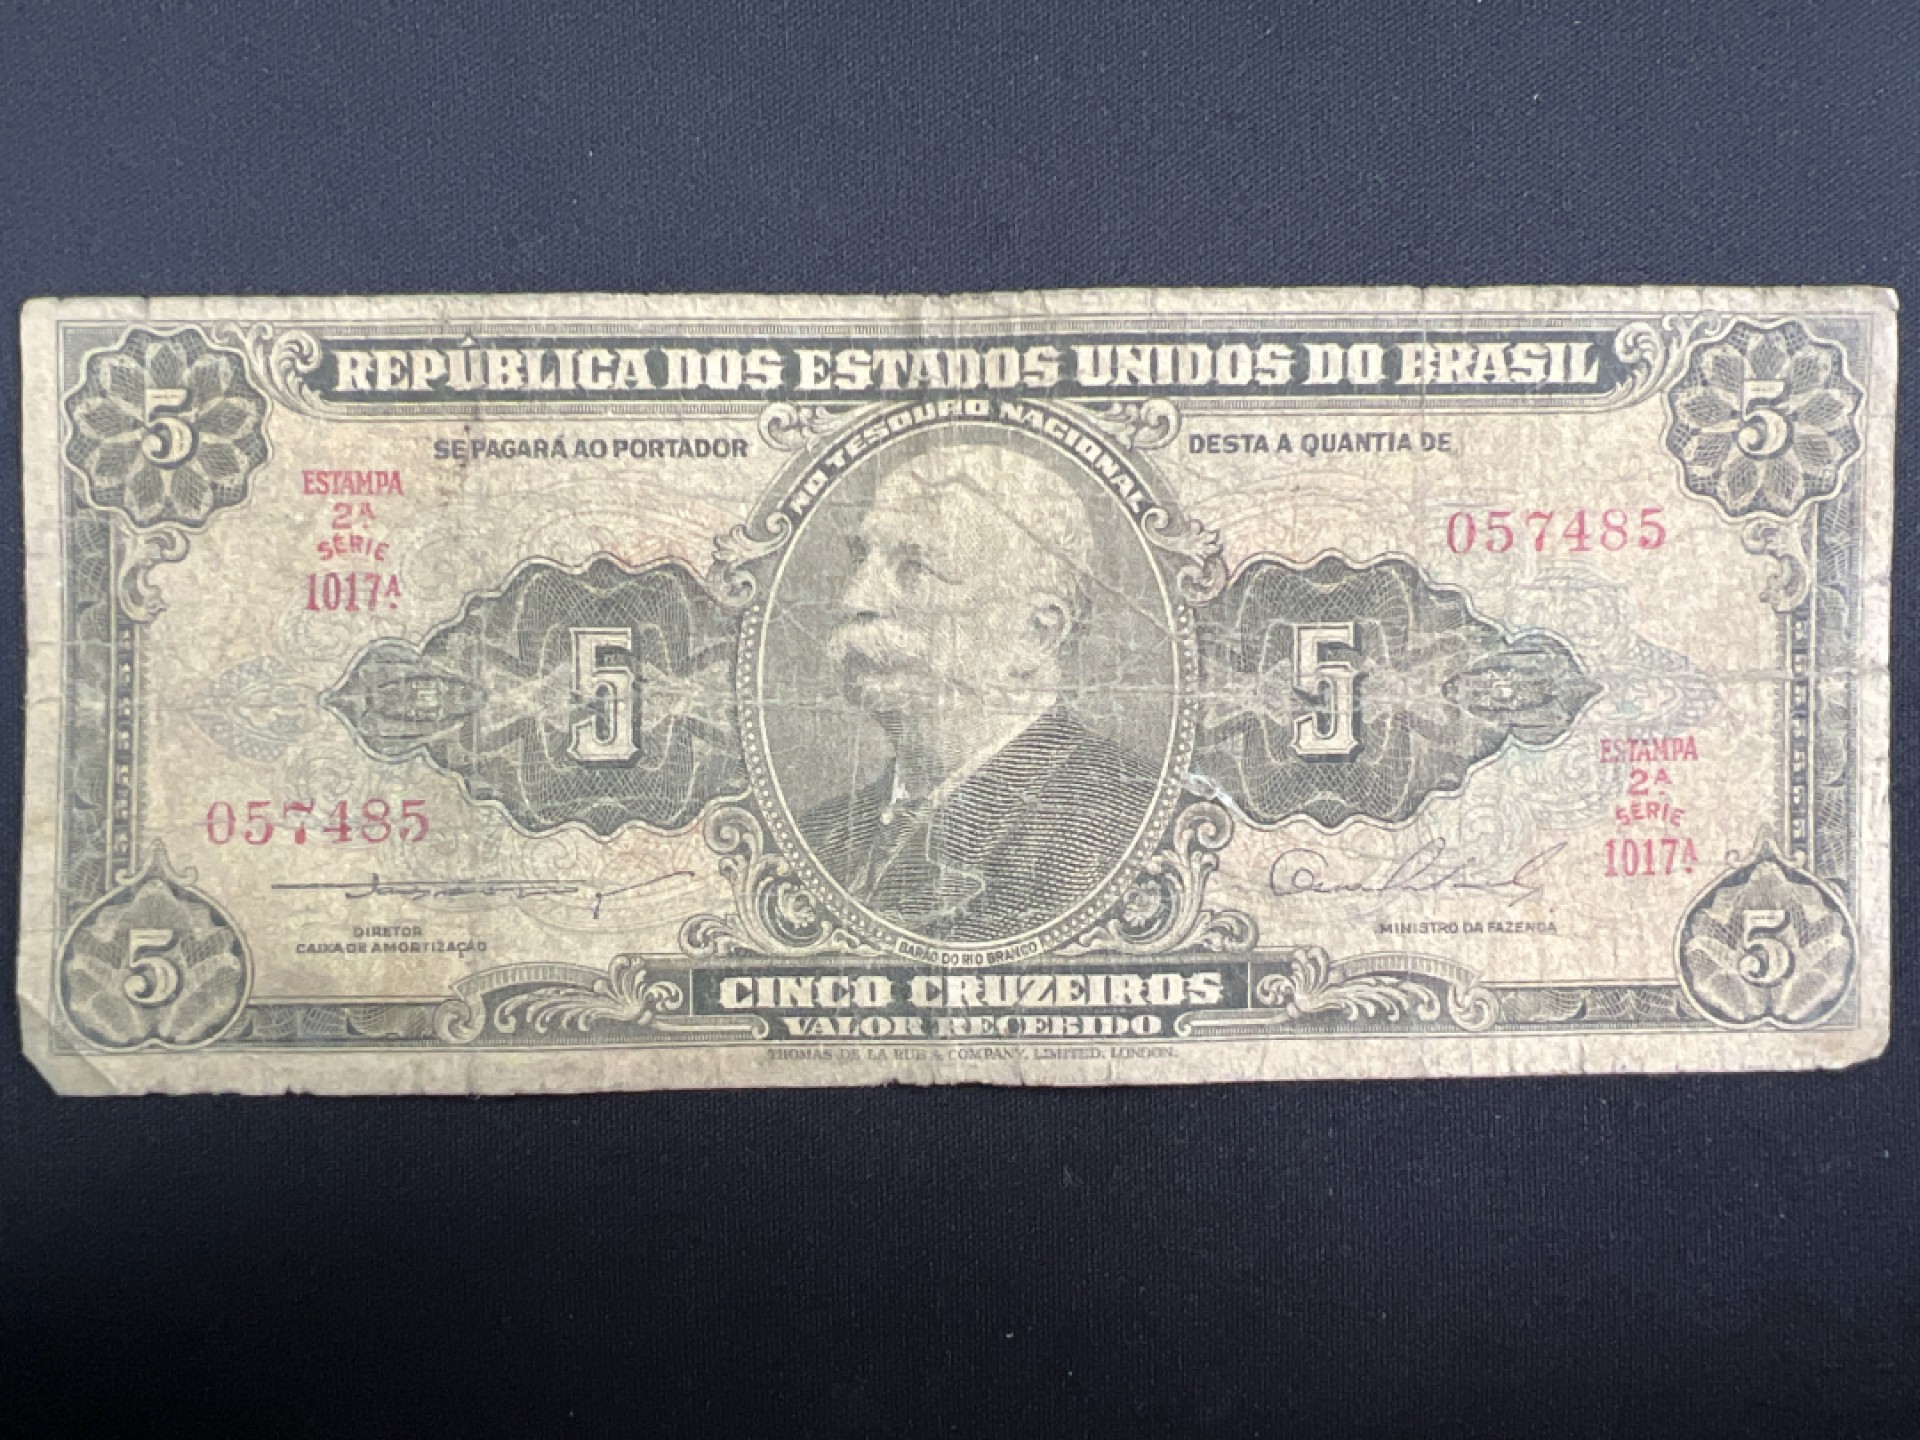 REPÚBLICA DOS ESTADOS UNIDOS DO BRASIL
5
5
NO TESOURO NACIONAL
SE PAGARÁ AO PORTADOR
DESTA A QUANTIA DE
ESTAMPA
2ª
SÉRIE
1017ª
057485
5
5
ESTAMPA
2ª
SÉRIE
1017ª
057485
DIRETOR
CAIXA DE AMORTIZAÇÃO
MINISTRO DA FAZENDA
BARÃO DO RIO BRANCO
5
5
CINCO CRUZEIROS
VALOR RECEBIDO
THOMAS DE LA RUE & COMPANY, LIMITED, LONDON.